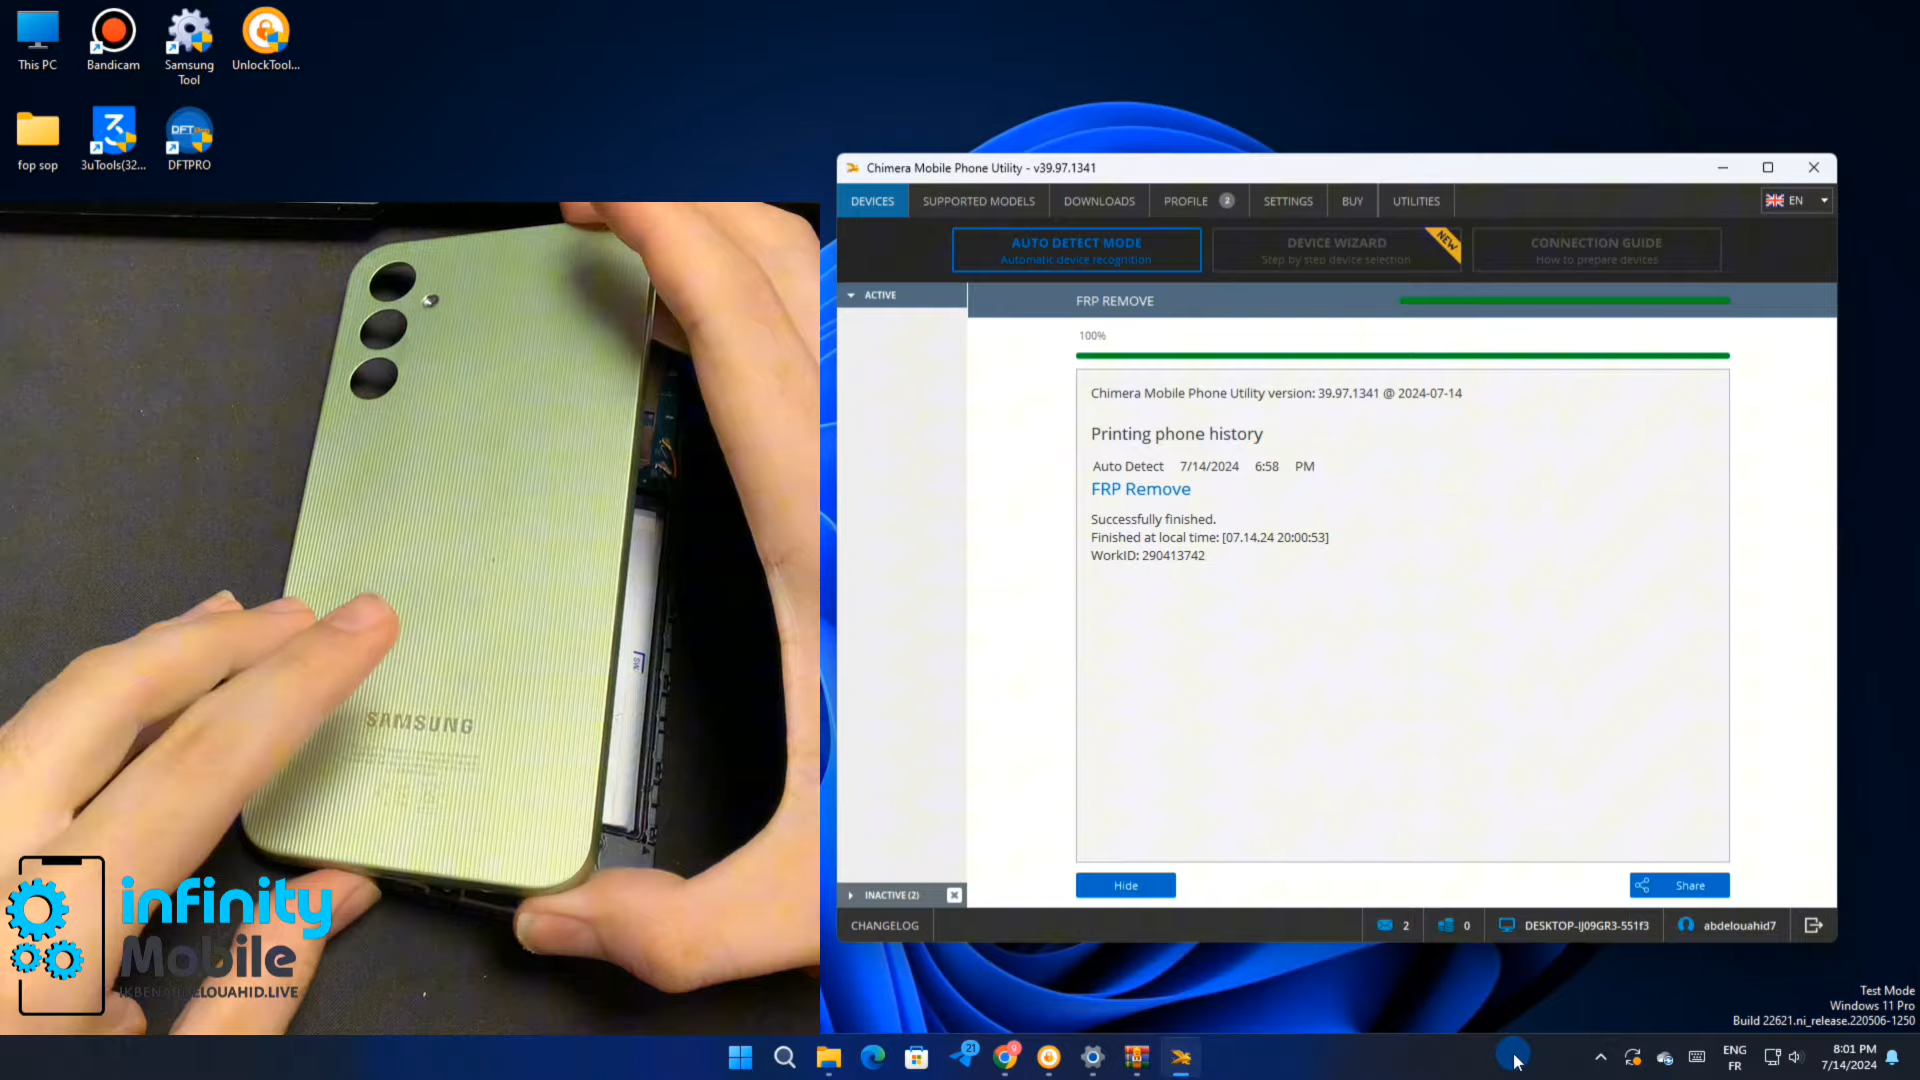 This PC
Bandicam
Samsung
Tool
UnlockTool...
fop sop
3uTools(32...
DFTPro
DFTPRO
SAMSUNG
infinity
Mobile
Chimera Mobile Phone Utility - v39.97.1341
DEVICES
SUPPORTED MODELS
DOWNLOADS
PROFILE 2
SETTINGS
BUY
UTILITIES
EN
AUTO DETECT MODE
Automatic device recognition
DEVICE WIZARD
Step by step device selection
NEW
CONNECTION GUIDE
How to prepare devices
ACTIVE
FRP REMOVE
100%
Chimera Mobile Phone Utility version: 39.97.1341 @ 2024-07-14
Printing phone history
Auto Detect 7/14/2024 6:58 PM
FRP Remove
Successfully finished.
Finished at local time: [07.14.24 20:00:53]
WorkID: 290413742
INACTIVE (2)
Hide
Share
CHANGELOG
2
0
DESKTOP-IJ09GR3-551f3
abdelouahid7
Test Mode
Windows 11 Pro
Build 22621.ni_release.220506-1250
21
9
ENG
FR
8:01 PM
7/14/2024